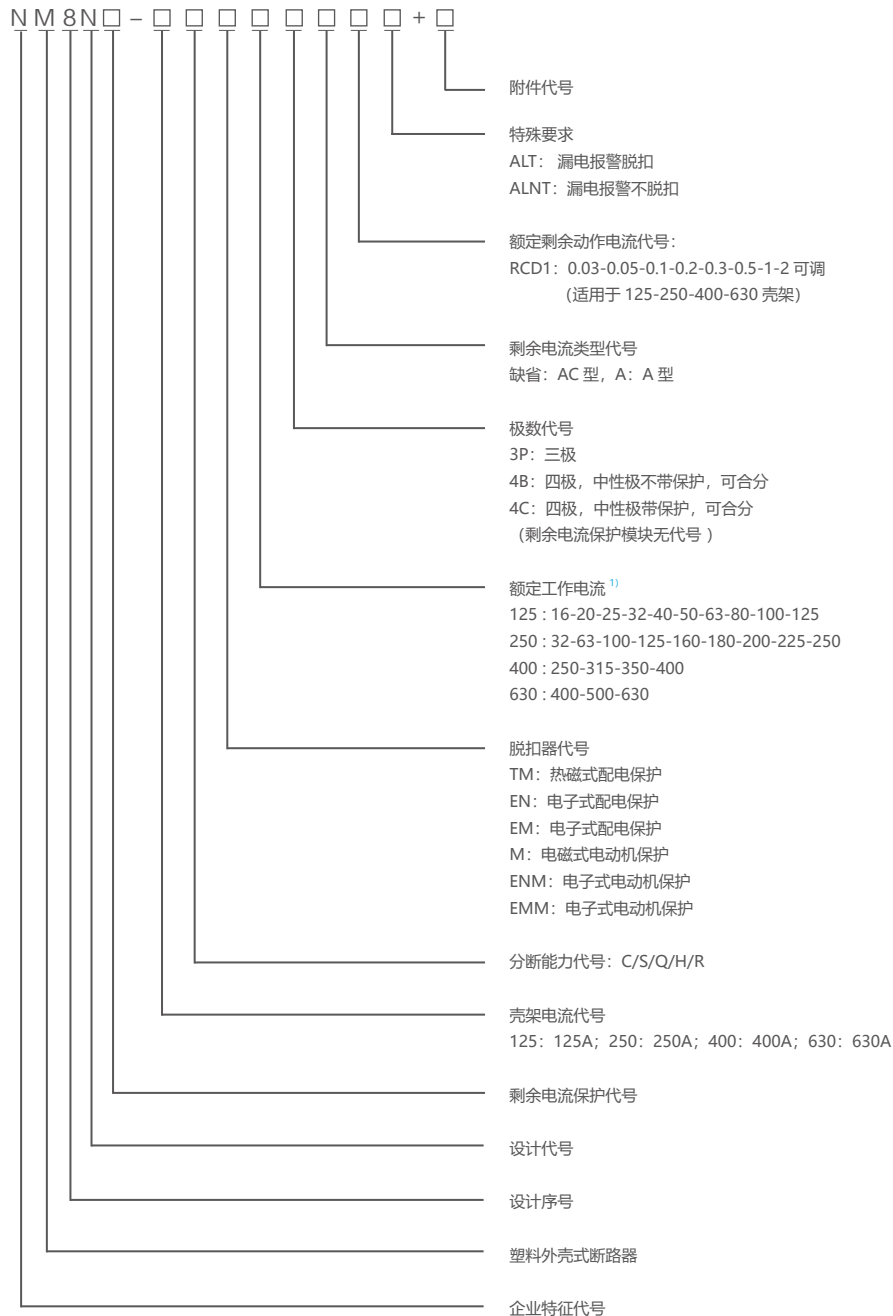 NM8N□-□□□□□□□□+□
附件代号
特殊要求
ALT： 漏电报警脱扣
ALNT：漏电报警不脱扣
额定剩余动作电流代号：
RCD1：0.03-0.05-0.1-0.2-0.3-0.5-1-2 可调
（适用于 125-250-400-630 壳架）
剩余电流类型代号
缺省：AC 型，A：A 型
极数代号
3P：三极
4B：四极，中性极不带保护，可合分
4C：四极，中性极带保护，可合分
（剩余电流保护模块无代号 ）
额定工作电流 1)
125 : 16-20-25-32-40-50-63-80-100-125
250 : 32-63-100-125-160-180-200-225-250
400 : 250-315-350-400
630 : 400-500-630
脱扣器代号
TM：热磁式配电保护
EN：电子式配电保护
EM：电子式配电保护
M：电磁式电动机保护
ENM：电子式电动机保护
EMM：电子式电动机保护
分断能力代号：C/S/Q/H/R
壳架电流代号
125：125A；250：250A；400：400A；630：630A
剩余电流保护代号
设计代号
设计序号
塑料外壳式断路器
企业特征代号